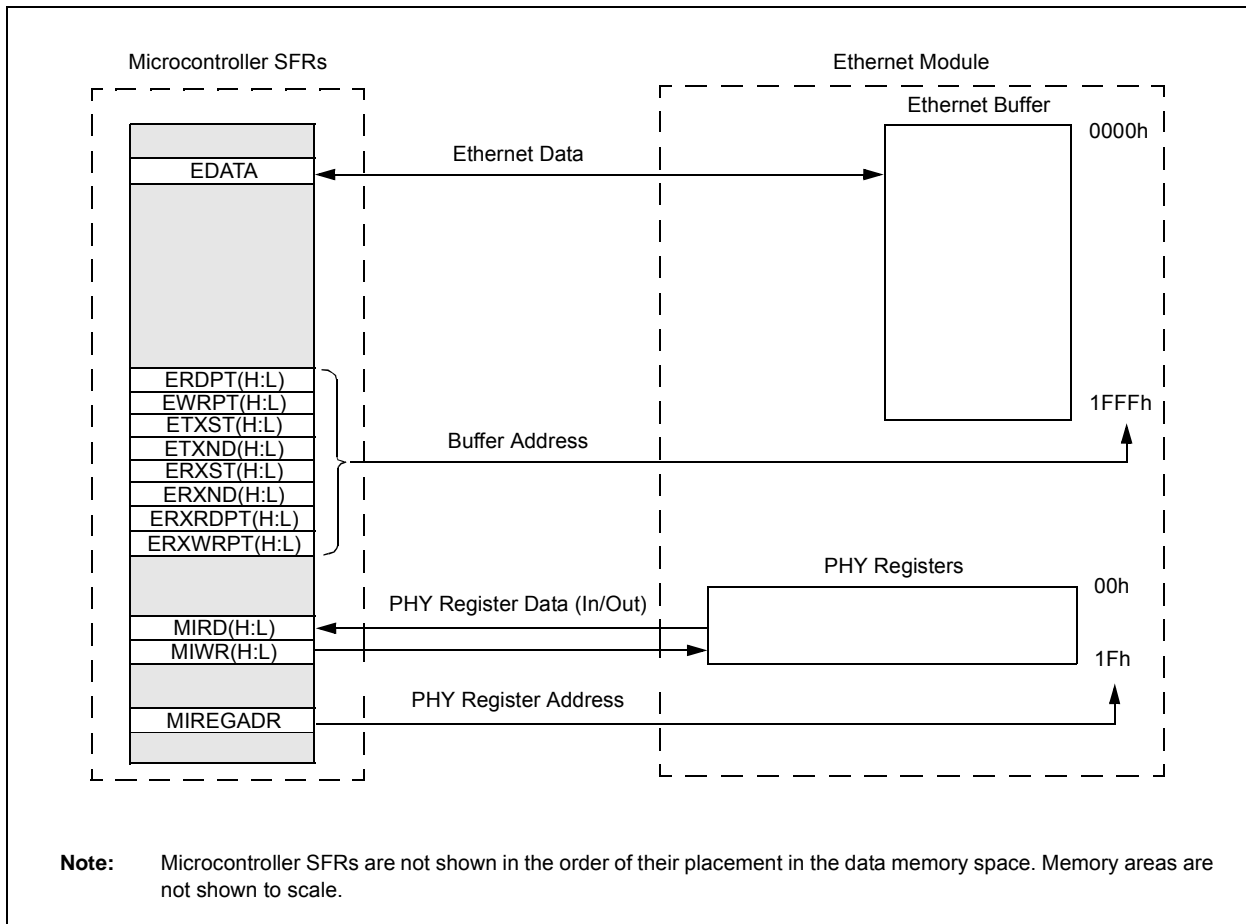 Microcontroller SFRs
Ethernet Module
Ethernet Buffer
0000h
Ethernet Data
EDATA
ERDPT(H:L)
EWRPT(H:L)
ETXST(H:L)
ETXND(H:L)
ERXST(H:L)
ERXND(H:L)
ERXRDPT(H:L)
ERXWRPT(H:L)
1FFFh
Buffer Address
PHY Registers
00h
PHY Register Data (In/Out)
MIRD(H:L)
MIWR(H:L)
1Fh
PHY Register Address
MIREGADR
Note: Microcontroller SFRs are not shown in the order of their placement in the data memory space. Memory areas are
not shown to scale.